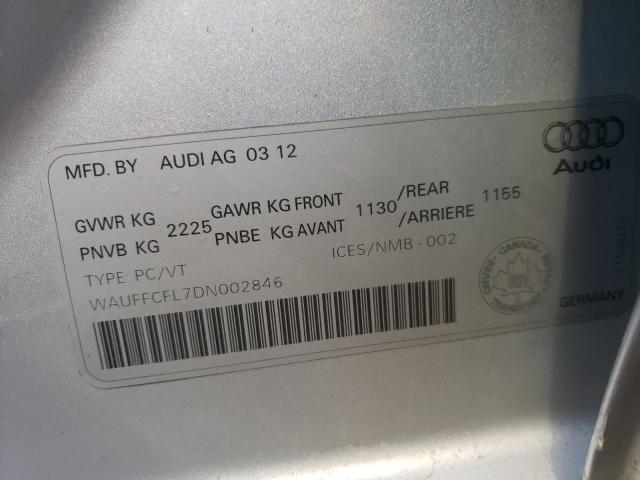 MFD. BY AUDI AG 03 12
Audi
GVWR KG 2225 GAWR KG FRONT 1130 /REAR 1155
PNVB KG PNBE KG AVANT /ARRIERE
TYPE: PC/VT ICES/NMB - 002
WAUFFCFL7DN002846
CANADA
GERMANY